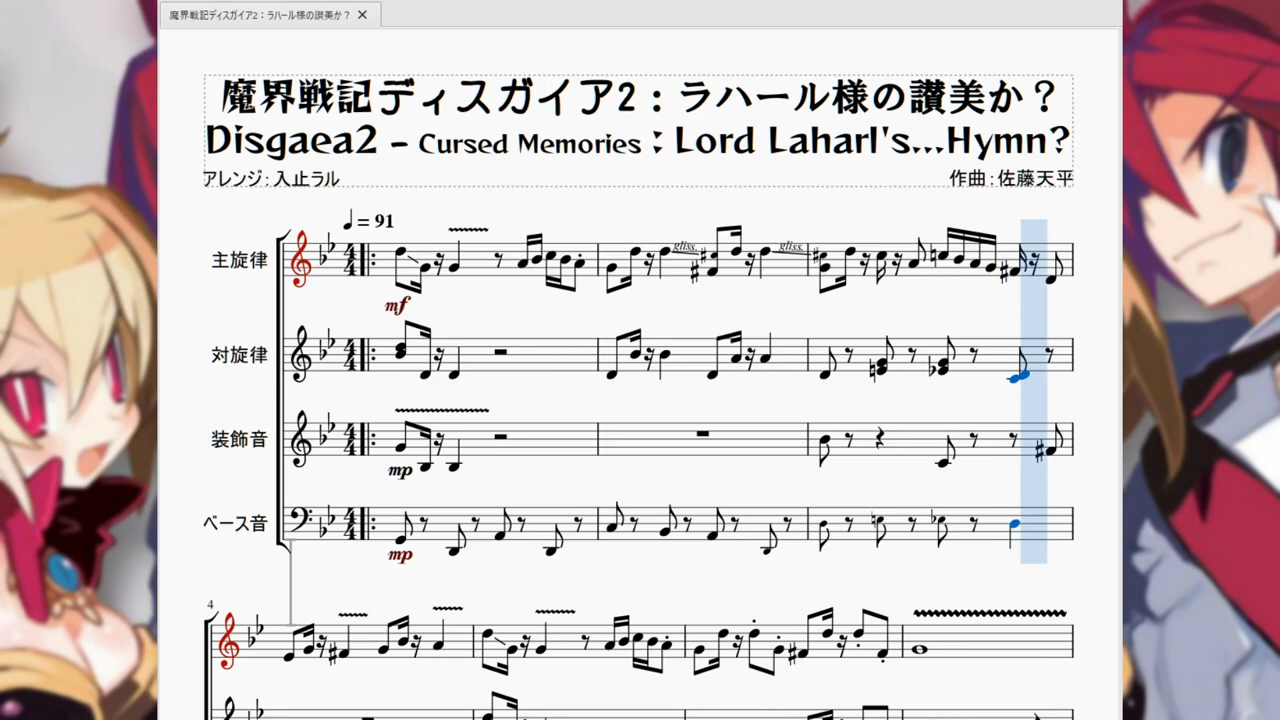 魔界戦記ディスガイア2：ラハール様の讃美か？
魔界戦記ディスガイア2：ラハール様の讃美か？
Disgaea2 - Cursed Memories : Lord Laharl's...Hymn?
アレンジ：入止ラル
作曲：佐藤天平
= 91
主旋律
gliss.
gliss.
mf
対旋律
装飾音
mp
ベース音
mp
4